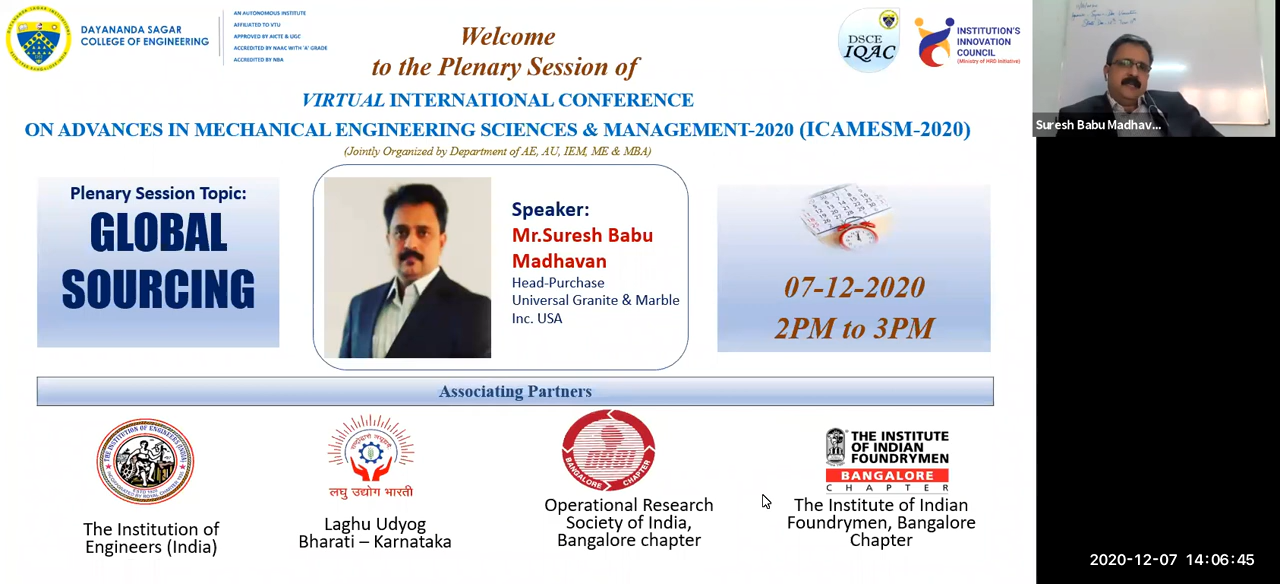 DAYANANDA SAGAR
COLLEGE OF ENGINEERING
AN AUTONOMOUS INSTITUTE
AFFILIATED TO VTU
APPROVED BY AICTE & UGC
ACCREDITED BY NAAC WITH 'A' GRADE
ACCREDITED BY NBA
Welcome
to the Plenary Session of
DSCE
IQAC
INSTITUTION'S
INNOVATION
COUNCIL
(Ministry of HRD Initiative)
VIRTUAL INTERNATIONAL CONFERENCE
ON ADVANCES IN MECHANICAL ENGINEERING SCIENCES & MANAGEMENT-2020 (ICAMESM-2020)
(Jointly Organized by Department of AE, AU, IEM, ME & MBA)
Suresh Babu Madhav...
Plenary Session Topic:
GLOBAL
SOURCING
Speaker:
Mr.Suresh Babu
Madhavan
Head-Purchase
Universal Granite & Marble
Inc. USA
07-12-2020
2PM to 3PM
Associating Partners
THE INSTITUTION OF ENGINEERS (INDIA)
The Institution of
Engineers (India)
लघु उद्योग भारती
Laghu Udyog
Bharati – Karnataka
BANGALORE CHAPTER
Operational Research
Society of India,
Bangalore chapter
THE INSTITUTE
OF INDIAN
FOUNDRYMEN
BANGALORE
CHAPTER
The Institute of Indian
Foundrymen, Bangalore
Chapter
2020-12-07 14:06:45